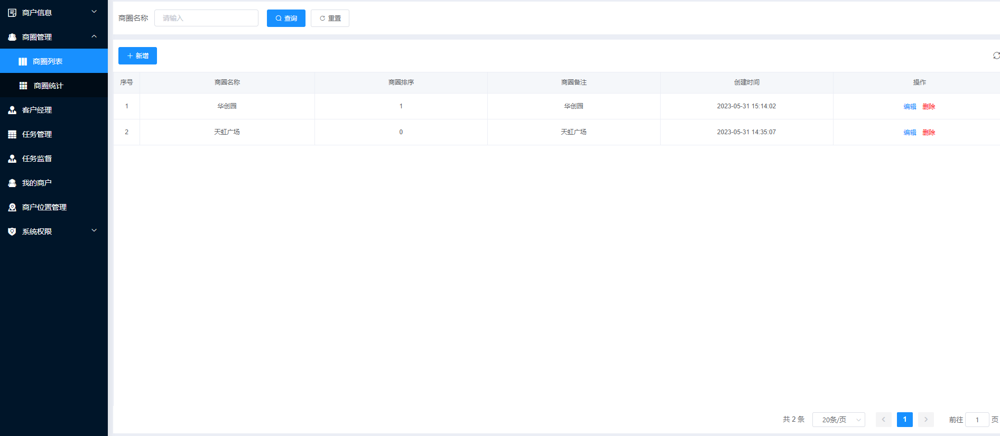 商户信息
商圈管理
商圈列表
商圈统计
客户经理
任务管理
任务监督
我的商户
商户位置管理
系统权限
商圈名称 请输入 查询 重置
新增
序号 商圈名称 商圈排序 商圈备注 创建时间 操作
1 华创园 1 华创园 2023-05-31 15:14:02 编辑 删除
2 天虹广场 0 天虹广场 2023-05-31 14:35:07 编辑 删除
共 2 条 20条/页 1 前往 1 页